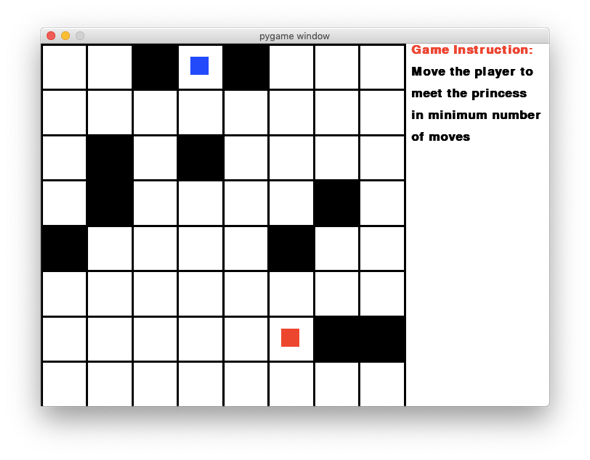 pygame window
Game Instruction:
Move the player to
meet the princess
in minimum number
of moves